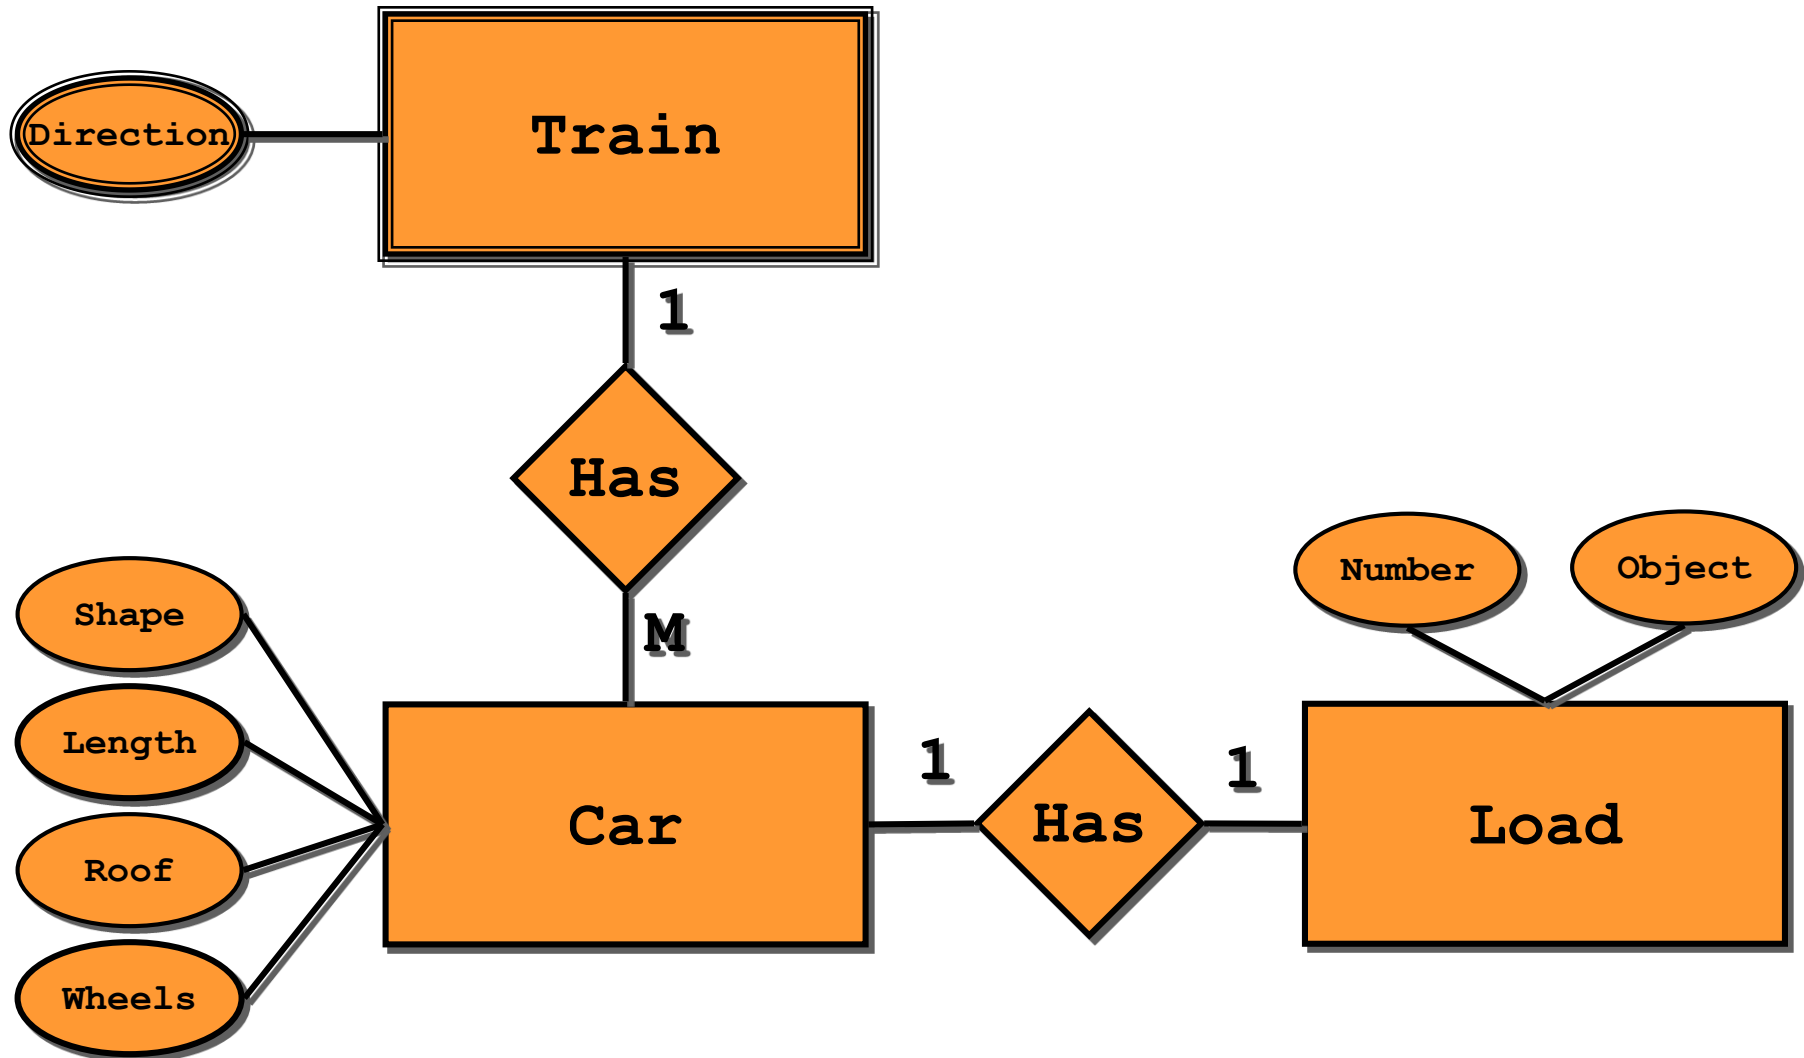 Direction
Train
1
Has
M
Shape
Length
Roof
Wheels
Car
1
Has
1
Number
Object
Load